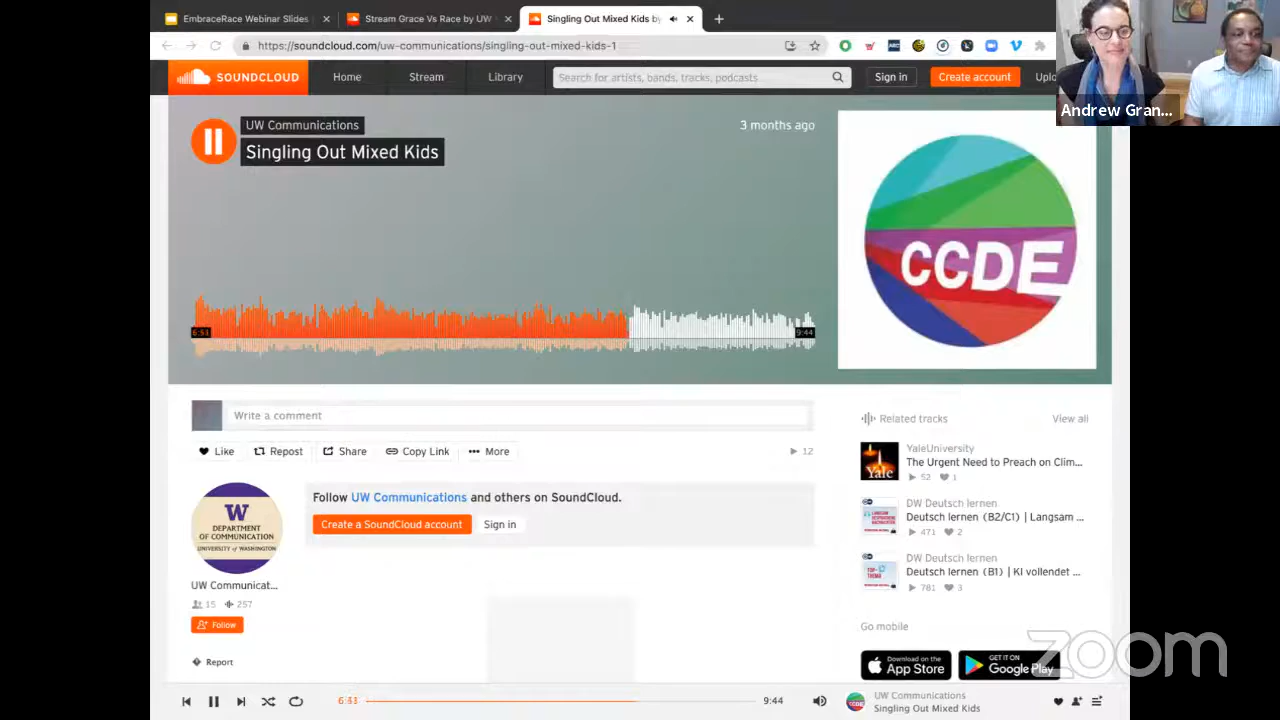 EmbraceRace Webinar Slides
Stream Grace Vs Race by UW
Singling Out Mixed Kids by
https://soundcloud.com/uw-communications/singling-out-mixed-kids-1
ABC
SOUNDCLOUD
Home
Stream
Library
Search for artists, bands, tracks, podcasts
Sign in
Create account
Uplo
Andrew Gran...
UW Communications
Singling Out Mixed Kids
3 months ago
CCDE
9:44
Write a comment
Like
Repost
Share
Copy Link
More
12
Related tracks
View all
YaleUniversity
The Urgent Need to Preach on Clim...
52
1
Yale
DW Deutsch lernen
Deutsch lernen (B2/C1) | Langsam ...
471
2
DW Deutsch lernen
Deutsch lernen (B1) | KI vollendet ...
781
3
W
DEPARTMENT
OF COMMUNICATION
UNIVERSITY of WASHINGTON
Follow UW Communications and others on SoundCloud.
Create a SoundCloud account
Sign in
UW Communicat...
15
257
Follow
Report
Go mobile
Download on the
App Store
GET IT ON
Google Play
zoom
9:44
UW Communications
Singling Out Mixed Kids